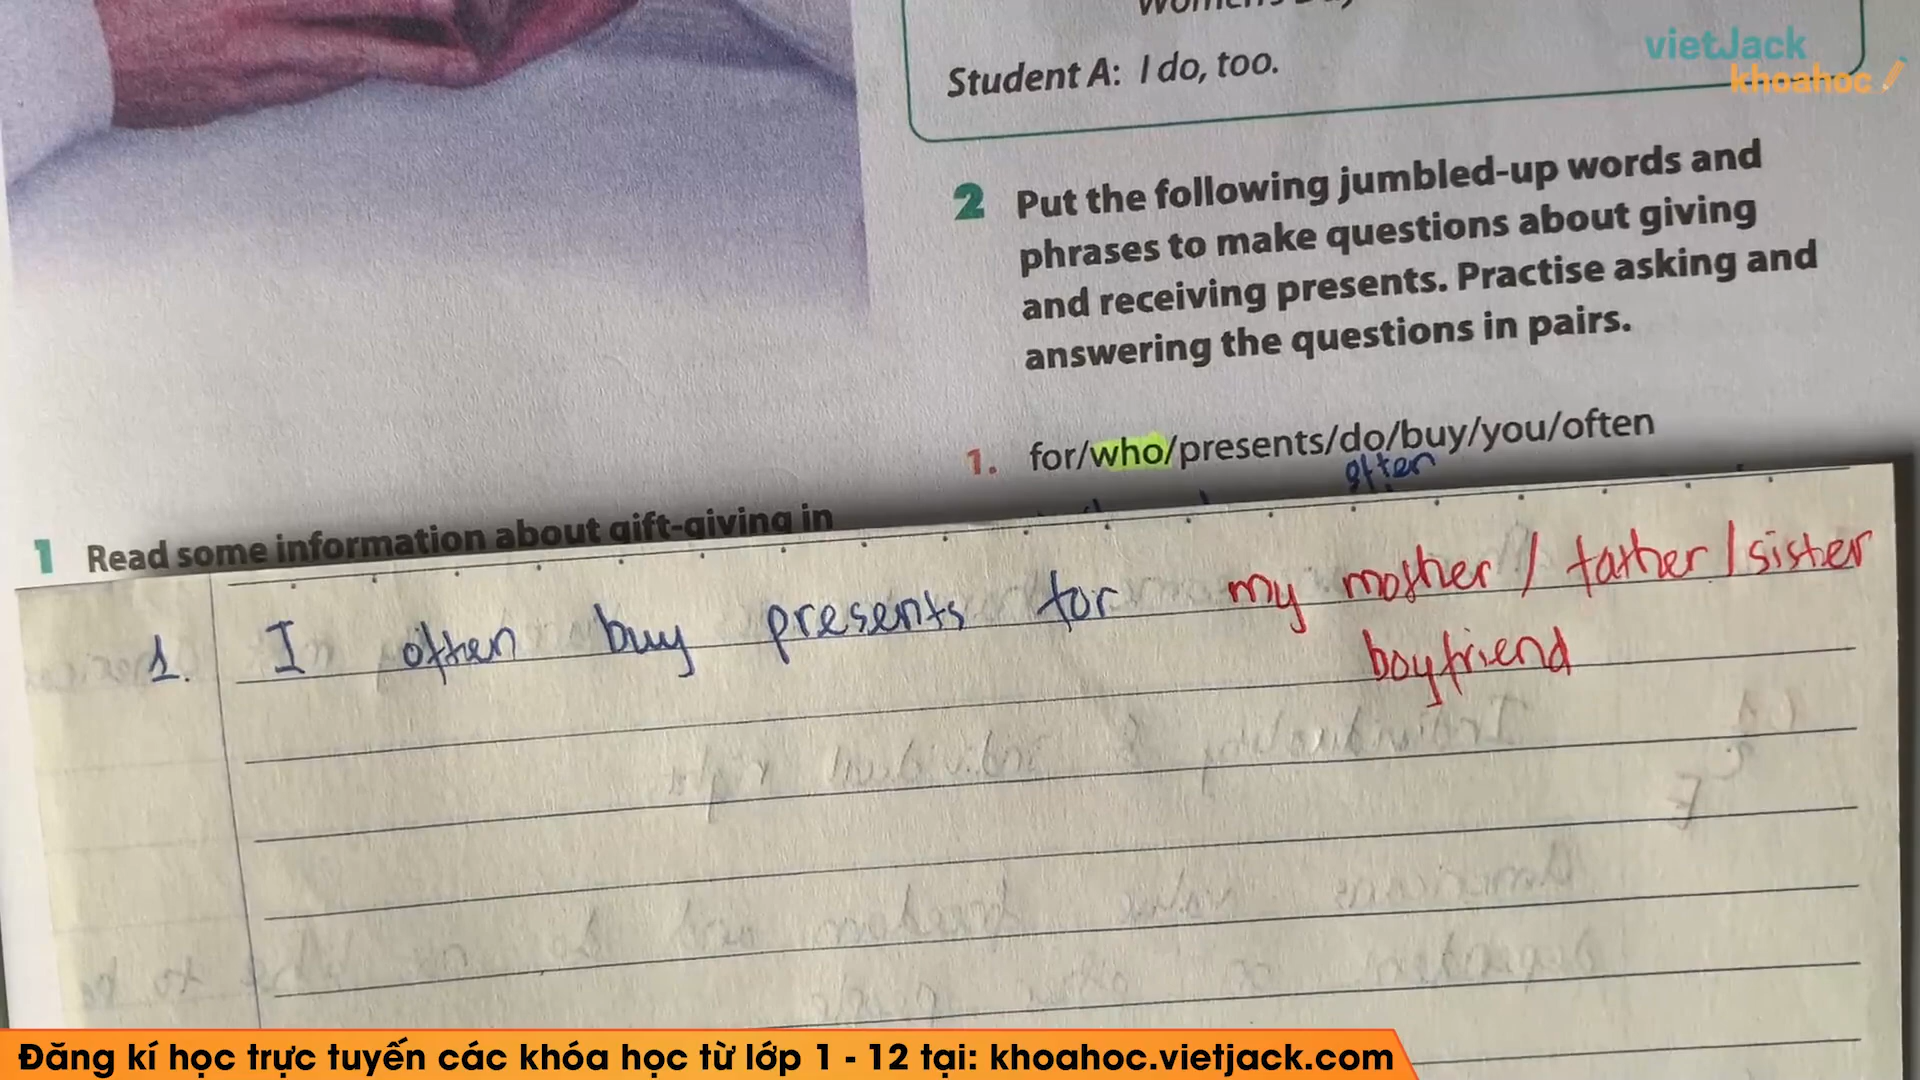 Student A: I do, too.
vietJack
khoahoc
2 Put the following jumbled-up words and
phrases to make questions about giving
and receiving presents. Practise asking and
answering the questions in pairs.
1. for/who/presents/do/buy/you/often
often
1 Read some information about gift-giving in
1. I often buy presents for my mother / father / sister
boyfriend
Đăng kí học trực tuyến các khóa học từ lớp 1 - 12 tại: khoahoc.vietjack.com